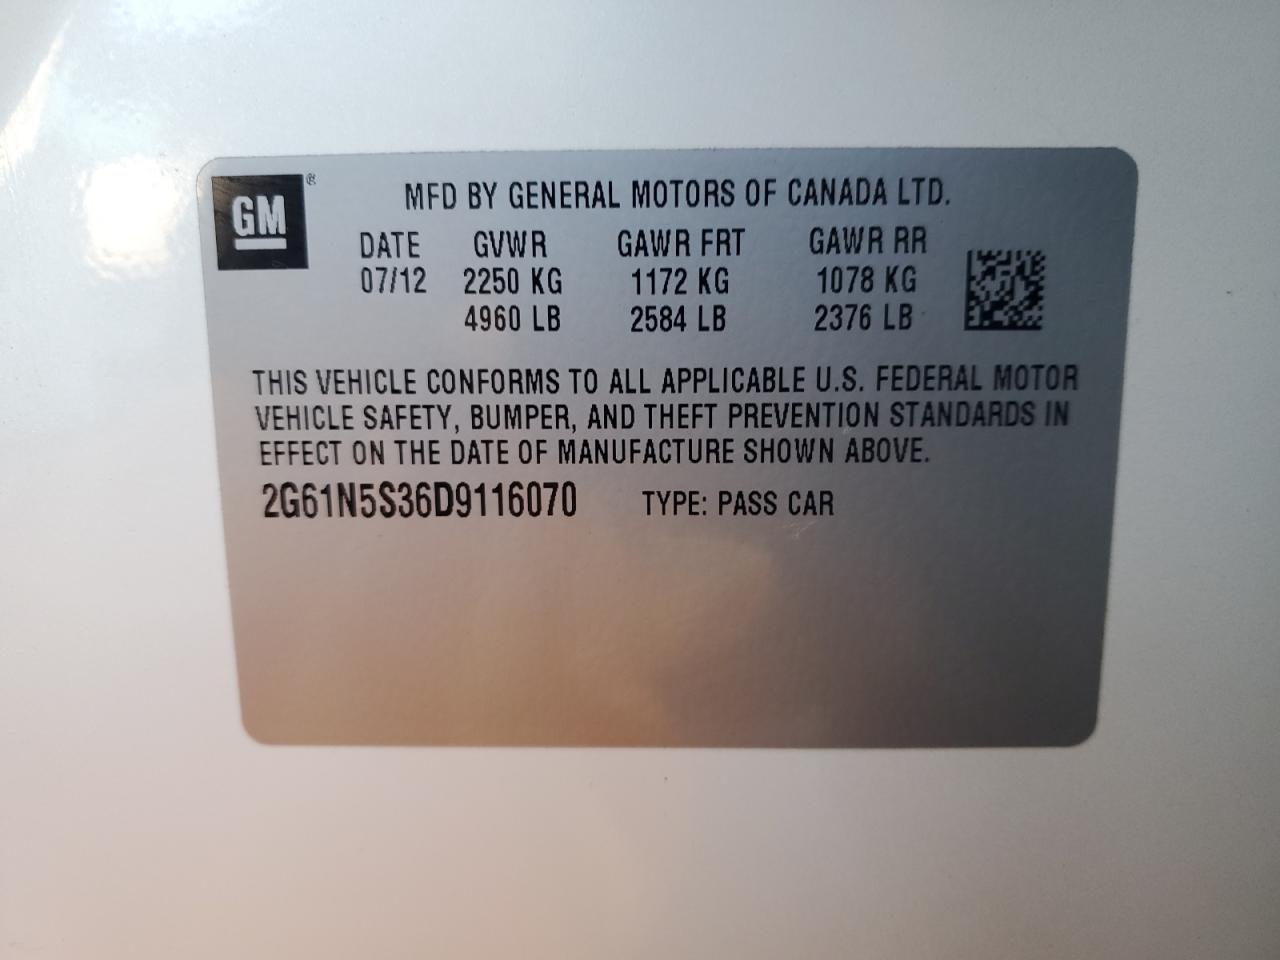 GM ®
MFD BY GENERAL MOTORS OF CANADA LTD.
DATE GVWR GAWR FRT GAWR RR
07/12 2250 KG 1172 KG 1078 KG
4960 LB 2584 LB 2376 LB
THIS VEHICLE CONFORMS TO ALL APPLICABLE U.S. FEDERAL MOTOR
VEHICLE SAFETY, BUMPER, AND THEFT PREVENTION STANDARDS IN
EFFECT ON THE DATE OF MANUFACTURE SHOWN ABOVE.
2G61N5S36D9116070 TYPE: PASS CAR